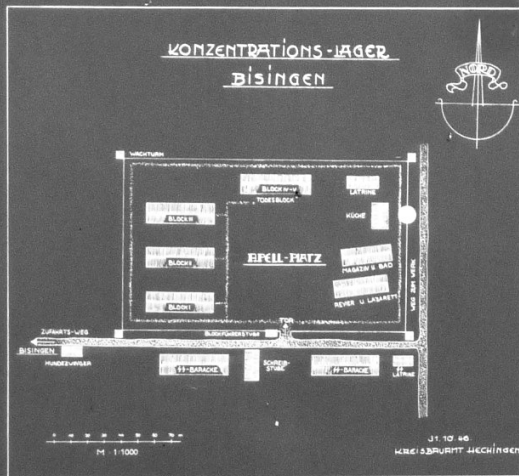 KONZENTRATIONS-LAGER
BISINGEN
NORD
WACHTURM
BLOCK IV-V
TODESBLOCK
LATRINE
KÜCHE
BLOCK III
BLOCK II
APELL-PLATZ
MAGAZIN U. BAD
REVIER U. LAZARETT
WEG ZUM WERK
BLOCK I
TOR
BLOCKFÜHRERSTUBE
ZUFAHRTS-WEG
BISINGEN
HUNDEZWINGER
SS-BARACKE
SCHREIB-
STUBE
SS-BARACKE
SS
LATRINE
M - 1:1000
31.10.46.
KREISBAUAMT HECHINGEN